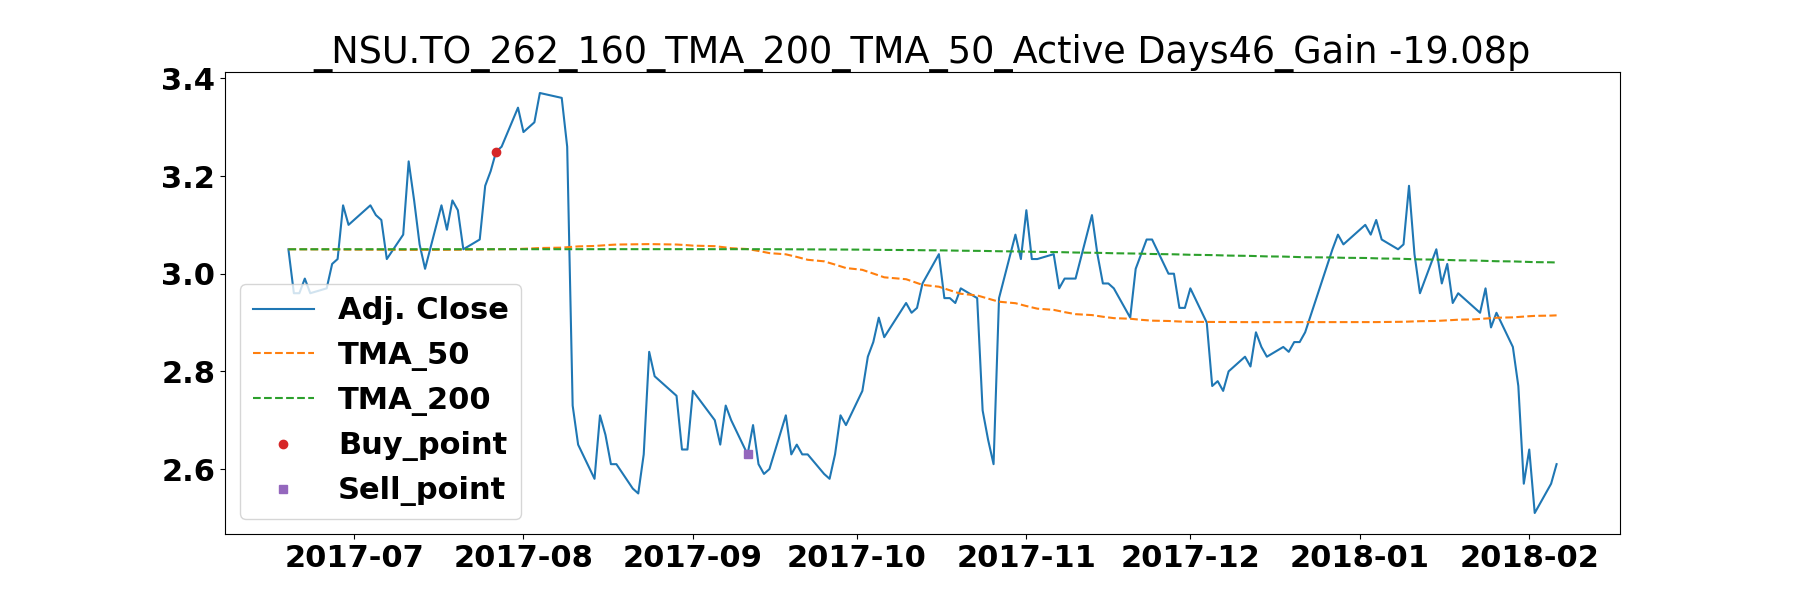 _NSU.TO_262_160_TMA_200_TMA_50_Active Days46_Gain -19.08p
3.4
3.2
3.0
2.8
2.6
Adj. Close
TMA_50
TMA_200
Buy_point
Sell_point
2017-07 2017-08 2017-09 2017-10 2017-11 2017-12 2018-01 2018-02